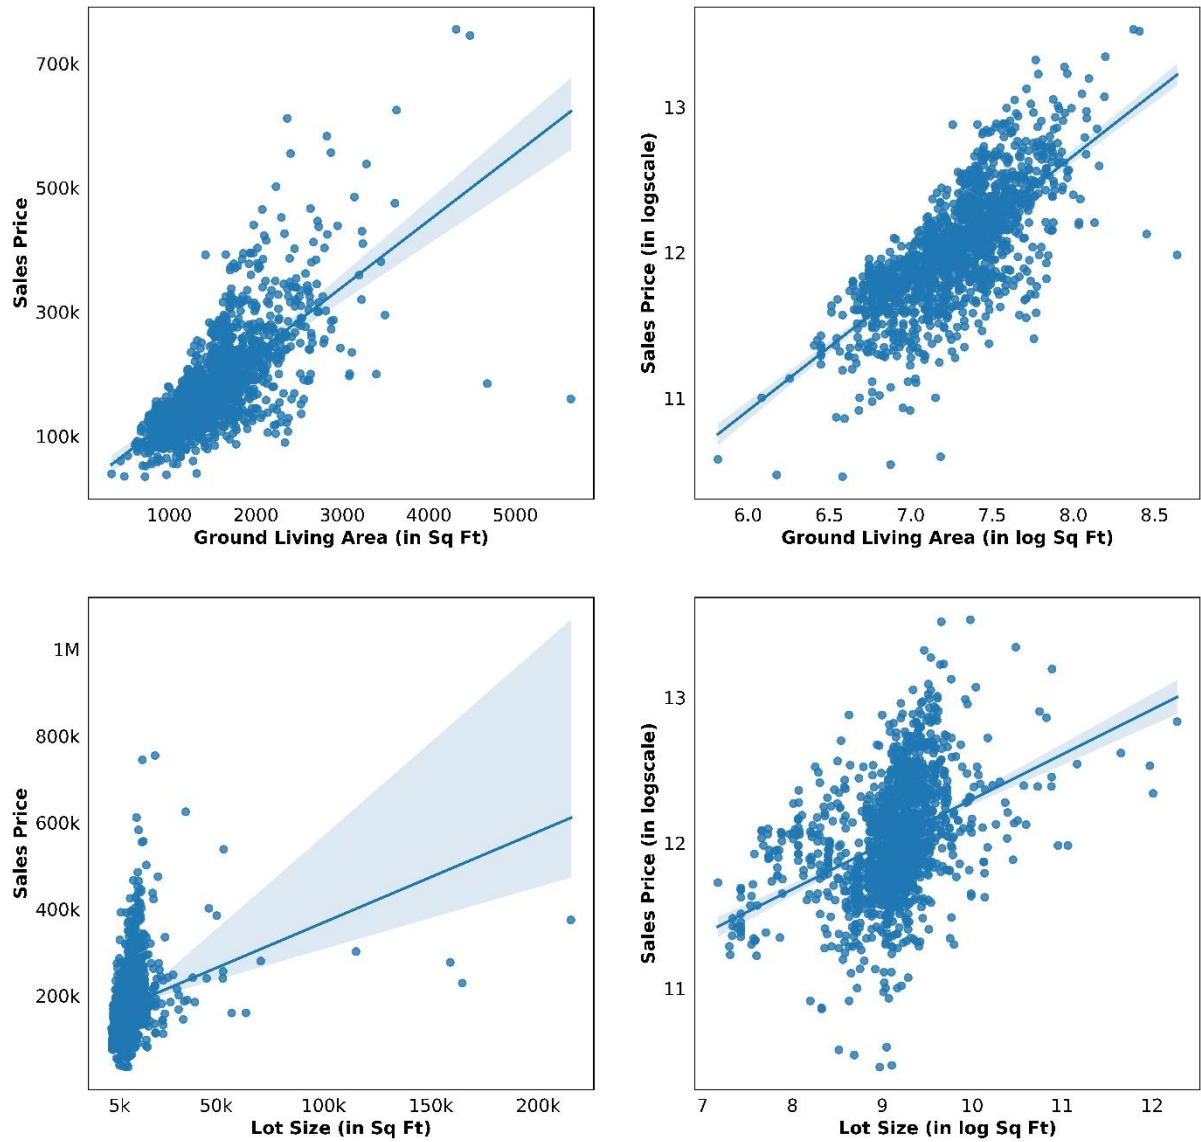 700k
500k
300k
100k
Sales Price
1000 2000 3000 4000 5000
Ground Living Area (in Sq Ft)
13
12
11
Sales Price (in logscale)
6.0 6.5 7.0 7.5 8.0 8.5
Ground Living Area (in log Sq Ft)
1M
800k
600k
400k
200k
Sales Price
5k 50k 100k 150k 200k
Lot Size (in Sq Ft)
13
12
11
Sales Price (in logscale)
7 8 9 10 11 12
Lot Size (in log Sq Ft)